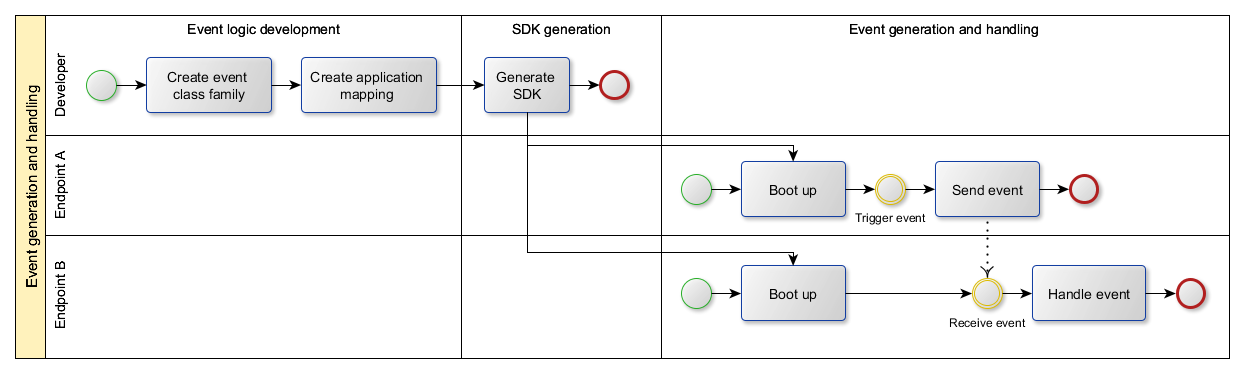 Event generation and handling
Event logic development
SDK generation
Event generation and handling
Developer
Create event
class family
Create application
mapping
Generate
SDK
Endpoint A
Boot up
Trigger event
Send event
Endpoint B
Boot up
Receive event
Handle event